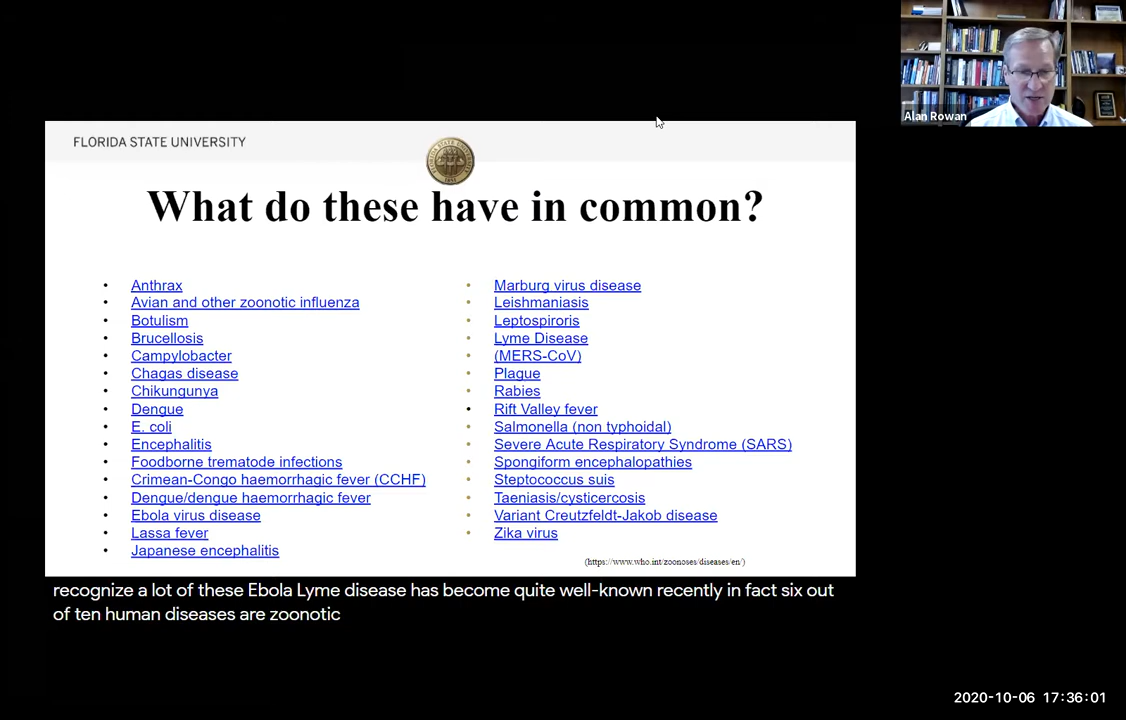 Alan Rowan
FLORIDA STATE UNIVERSITY
What do these have in common?
• Anthrax
• Avian and other zoonotic influenza
• Botulism
• Brucellosis
• Campylobacter
• Chagas disease
• Chikungunya
• Dengue
• E. coli
• Encephalitis
• Foodborne trematode infections
• Crimean-Congo haemorrhagic fever (CCHF)
• Dengue/dengue haemorrhagic fever
• Ebola virus disease
• Lassa fever
• Japanese encephalitis
• Marburg virus disease
• Leishmaniasis
• Leptospiroris
• Lyme Disease
• (MERS-CoV)
• Plague
• Rabies
• Rift Valley fever
• Salmonella (non typhoidal)
• Severe Acute Respiratory Syndrome (SARS)
• Spongiform encephalopathies
• Steptococcus suis
• Taeniasis/cysticercosis
• Variant Creutzfeldt-Jakob disease
• Zika virus
(https://www.who.int/zoonoses/diseases/en/)
recognize a lot of these Ebola Lyme disease has become quite well-known recently in fact six out
of ten human diseases are zoonotic
2020-10-06 17:36:01